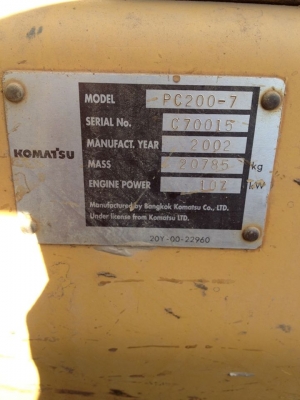 MODEL PC200-7
SERIAL No. C70015
MANUFACT. YEAR 2002
KOMATSU
MASS 20785 kg
ENGINE POWER 107 kW
Manufactured by Bangkok Komatsu Co., LTD.
Under license from Komatsu LTD.
20Y-00-22960